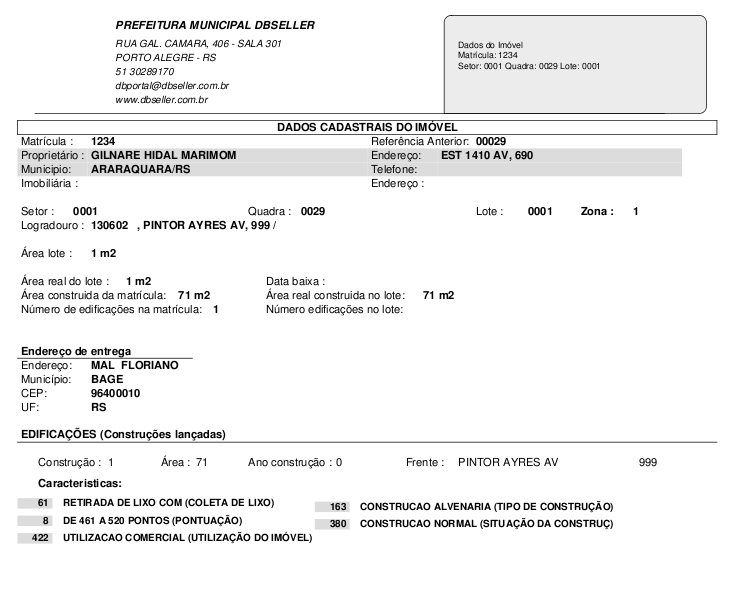 PREFEITURA MUNICIPAL DBSELLER
RUA GAL. CAMARA, 406 - SALA 301
PORTO ALEGRE - RS
51 30289170
dbportal@dbseller.com.br
www.dbseller.com.br
Dados do Imóvel
Matrícula: 1234
Setor: 0001 Quadra: 0029 Lote: 0001
DADOS CADASTRAIS DO IMÓVEL
Matrícula : 1234 Referência Anterior: 00029
Proprietário : GILNARE HIDAL MARIMOM Endereço: EST 1410 AV, 690
Município: ARARAQUARA/RS Telefone:
Imobiliária : Endereço :
Setor : 0001 Quadra : 0029 Lote : 0001 Zona : 1
Logradouro : 130602 , PINTOR AYRES AV, 999 /
Área lote : 1 m2
Área real do lote : 1 m2 Data baixa :
Área construida da matrícula: 71 m2 Área real construida no lote: 71 m2
Número de edificações na matrícula: 1 Número edificações no lote:
Endereço de entrega
Endereço: MAL FLORIANO
Município: BAGE
CEP: 96400010
UF: RS
EDIFICAÇÕES (Construções lançadas)
Construção : 1 Área : 71 Ano construção : 0 Frente : PINTOR AYRES AV 999
Caracteristicas:
61 RETIRADA DE LIXO COM (COLETA DE LIXO) 163 CONSTRUCAO ALVENARIA (TIPO DE CONSTRUÇÃO)
8 DE 461 A 520 PONTOS (PONTUAÇÃO) 380 CONSTRUCAO NORMAL (SITUAÇÃO DA CONSTRUÇ)
422 UTILIZACAO COMERCIAL (UTILIZAÇÃO DO IMÓVEL)